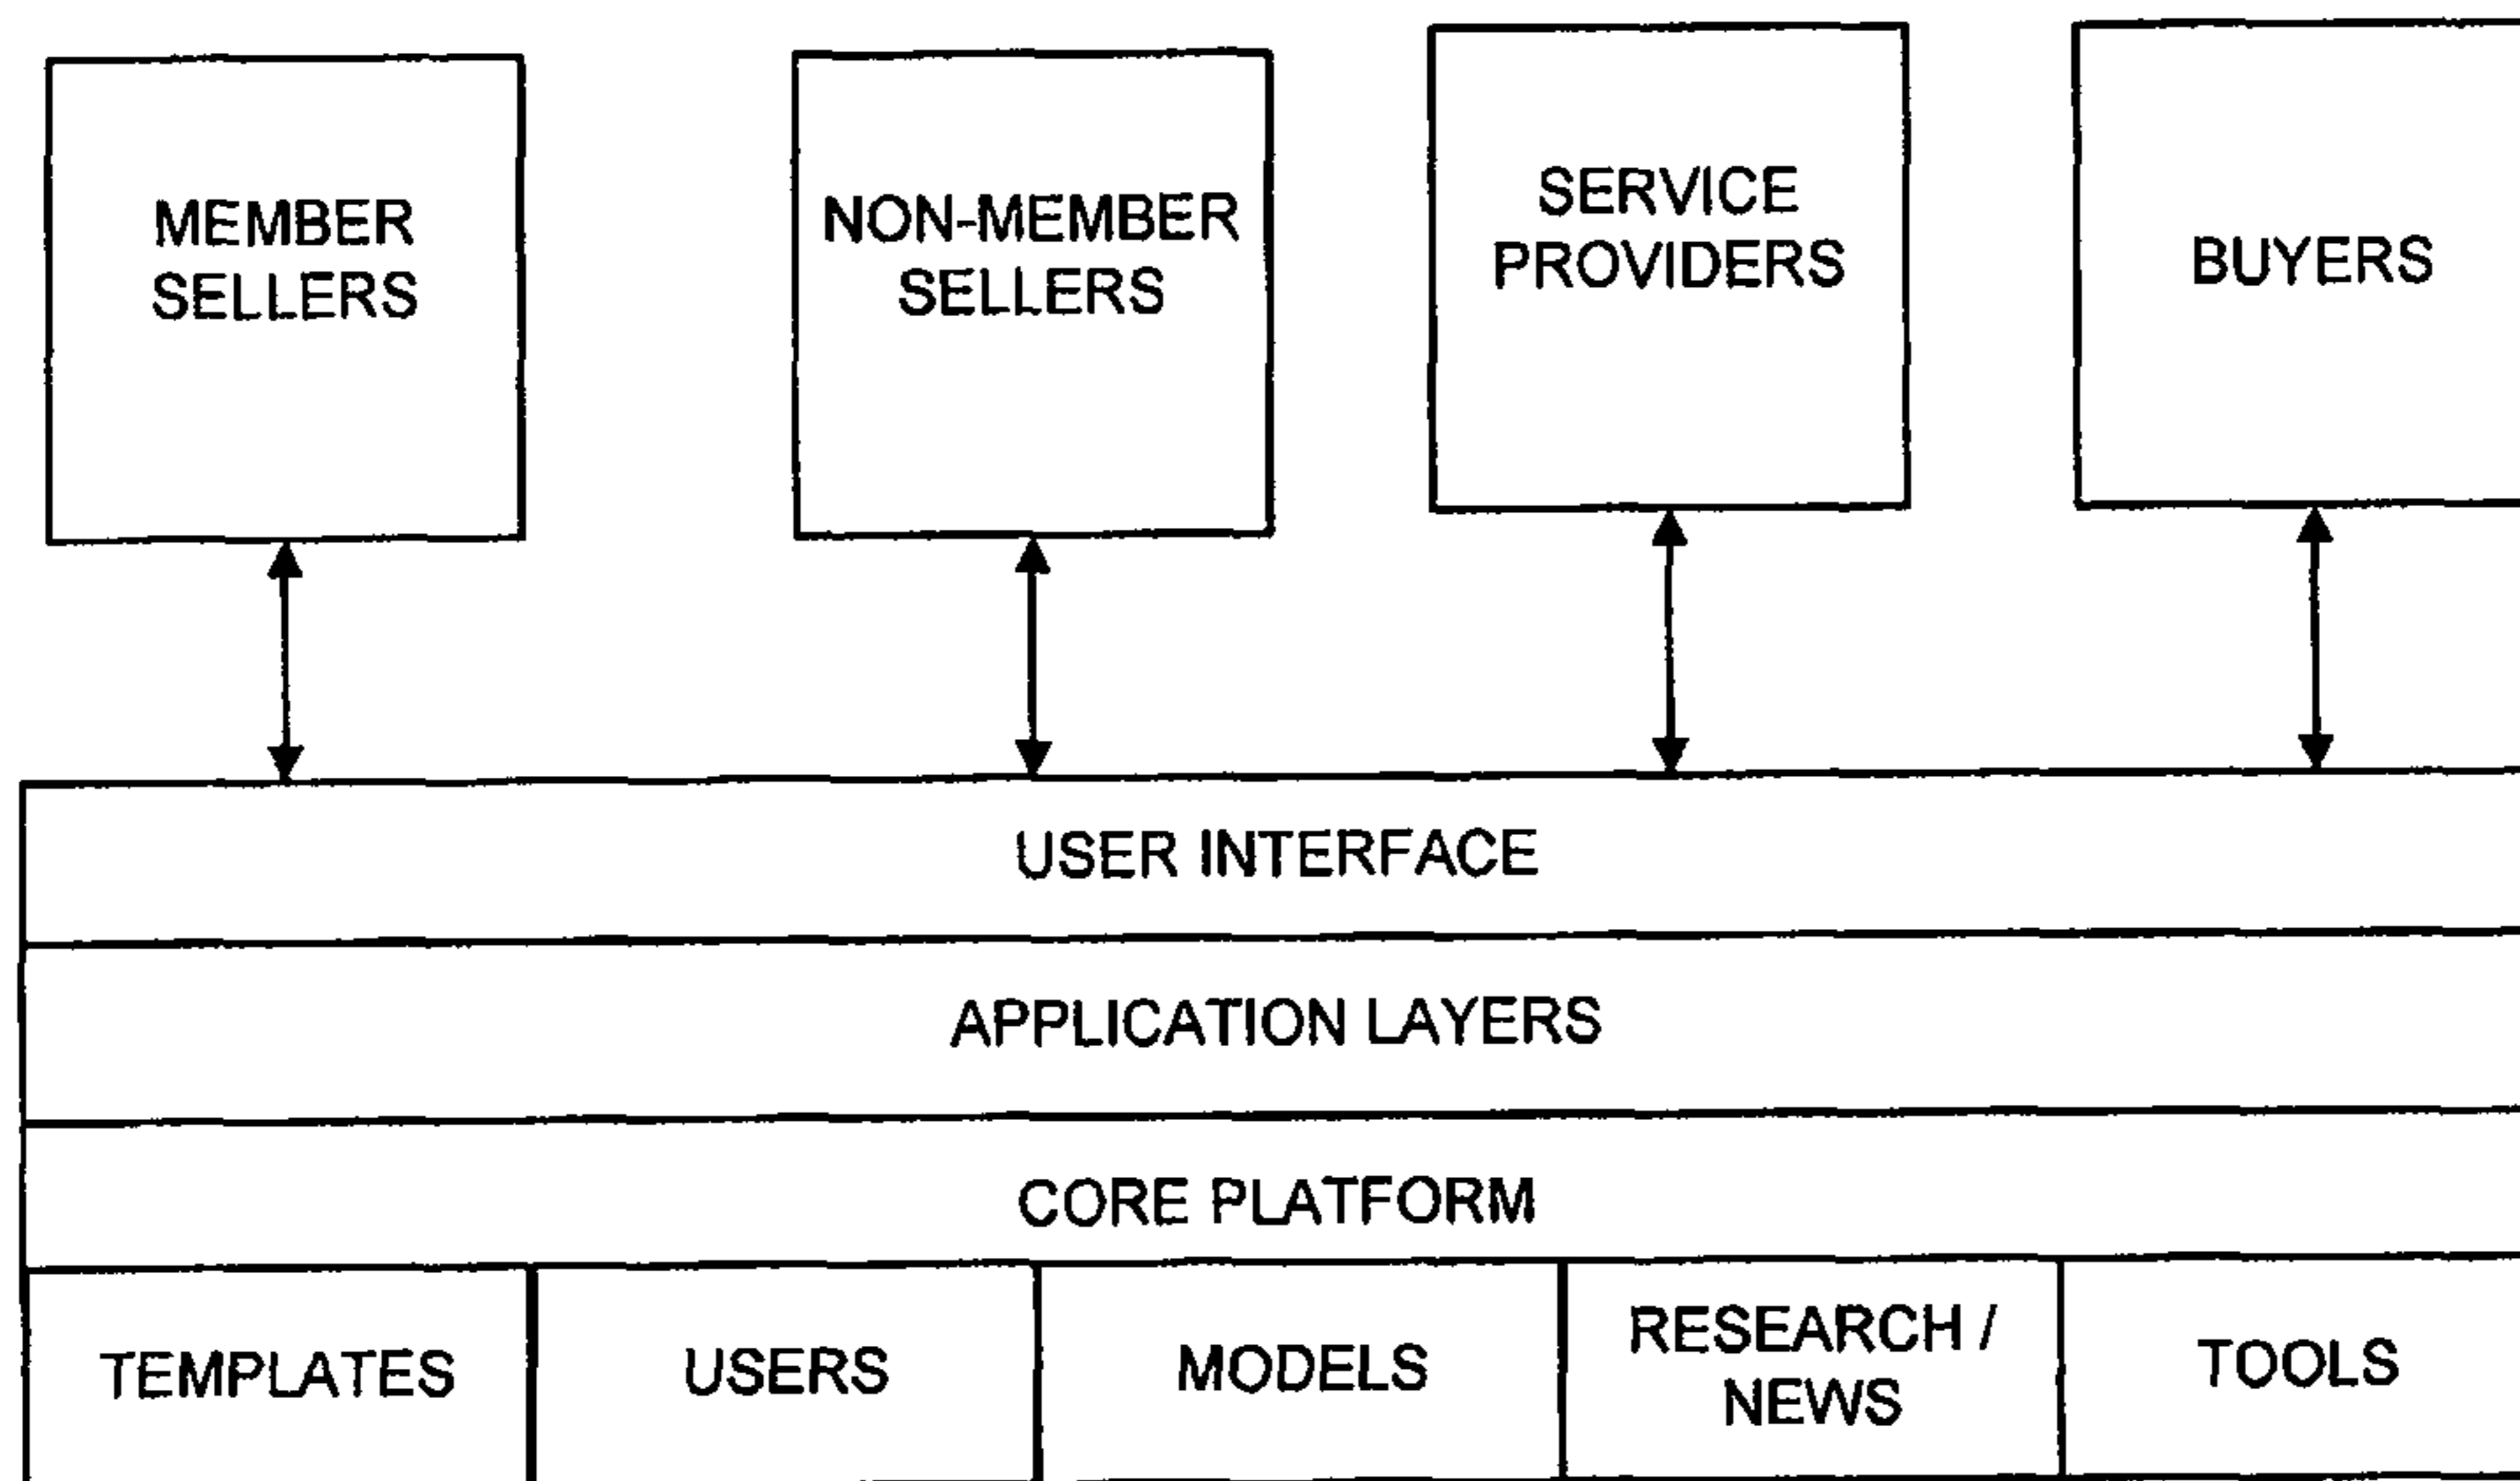 MEMBER
SELLERS
NON-MEMBER
SELLERS
SERVICE
PROVIDERS
BUYERS
USER INTERFACE
APPLICATION LAYERS
CORE PLATFORM
TEMPLATES
USERS
MODELS
RESEARCH /
NEWS
TOOLS